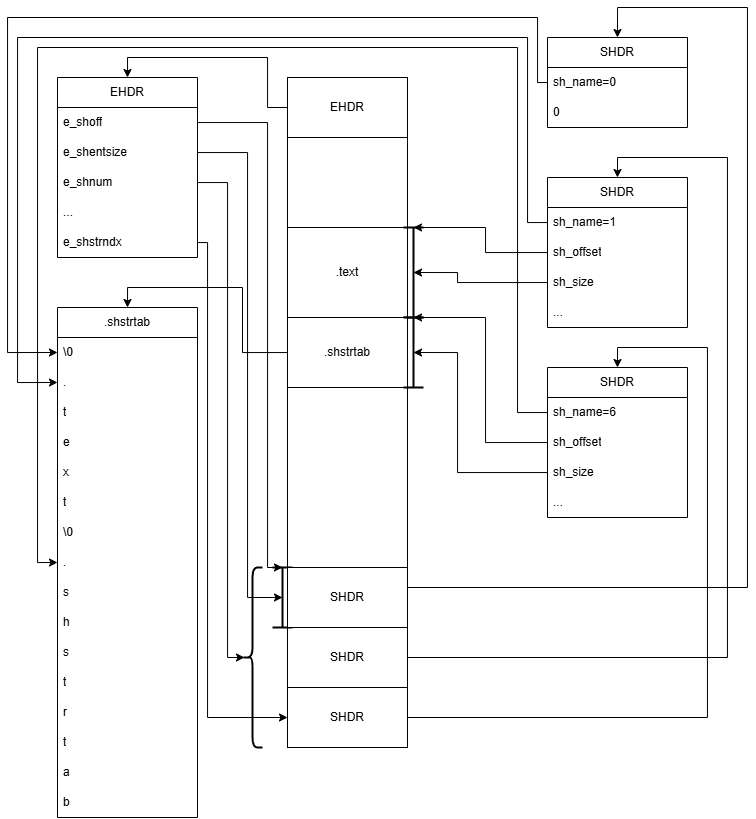 EHDR
e_shoff
e_shentsize
e_shnum
...
e_shstrndx
.shstrtab
\0
.
t
e
x
t
\0
.
s
h
s
t
r
t
a
b
EHDR
.text
.shstrtab
SHDR
SHDR
SHDR
SHDR
sh_name=0
0
SHDR
sh_name=1
sh_offset
sh_size
...
SHDR
sh_name=6
sh_offset
sh_size
...